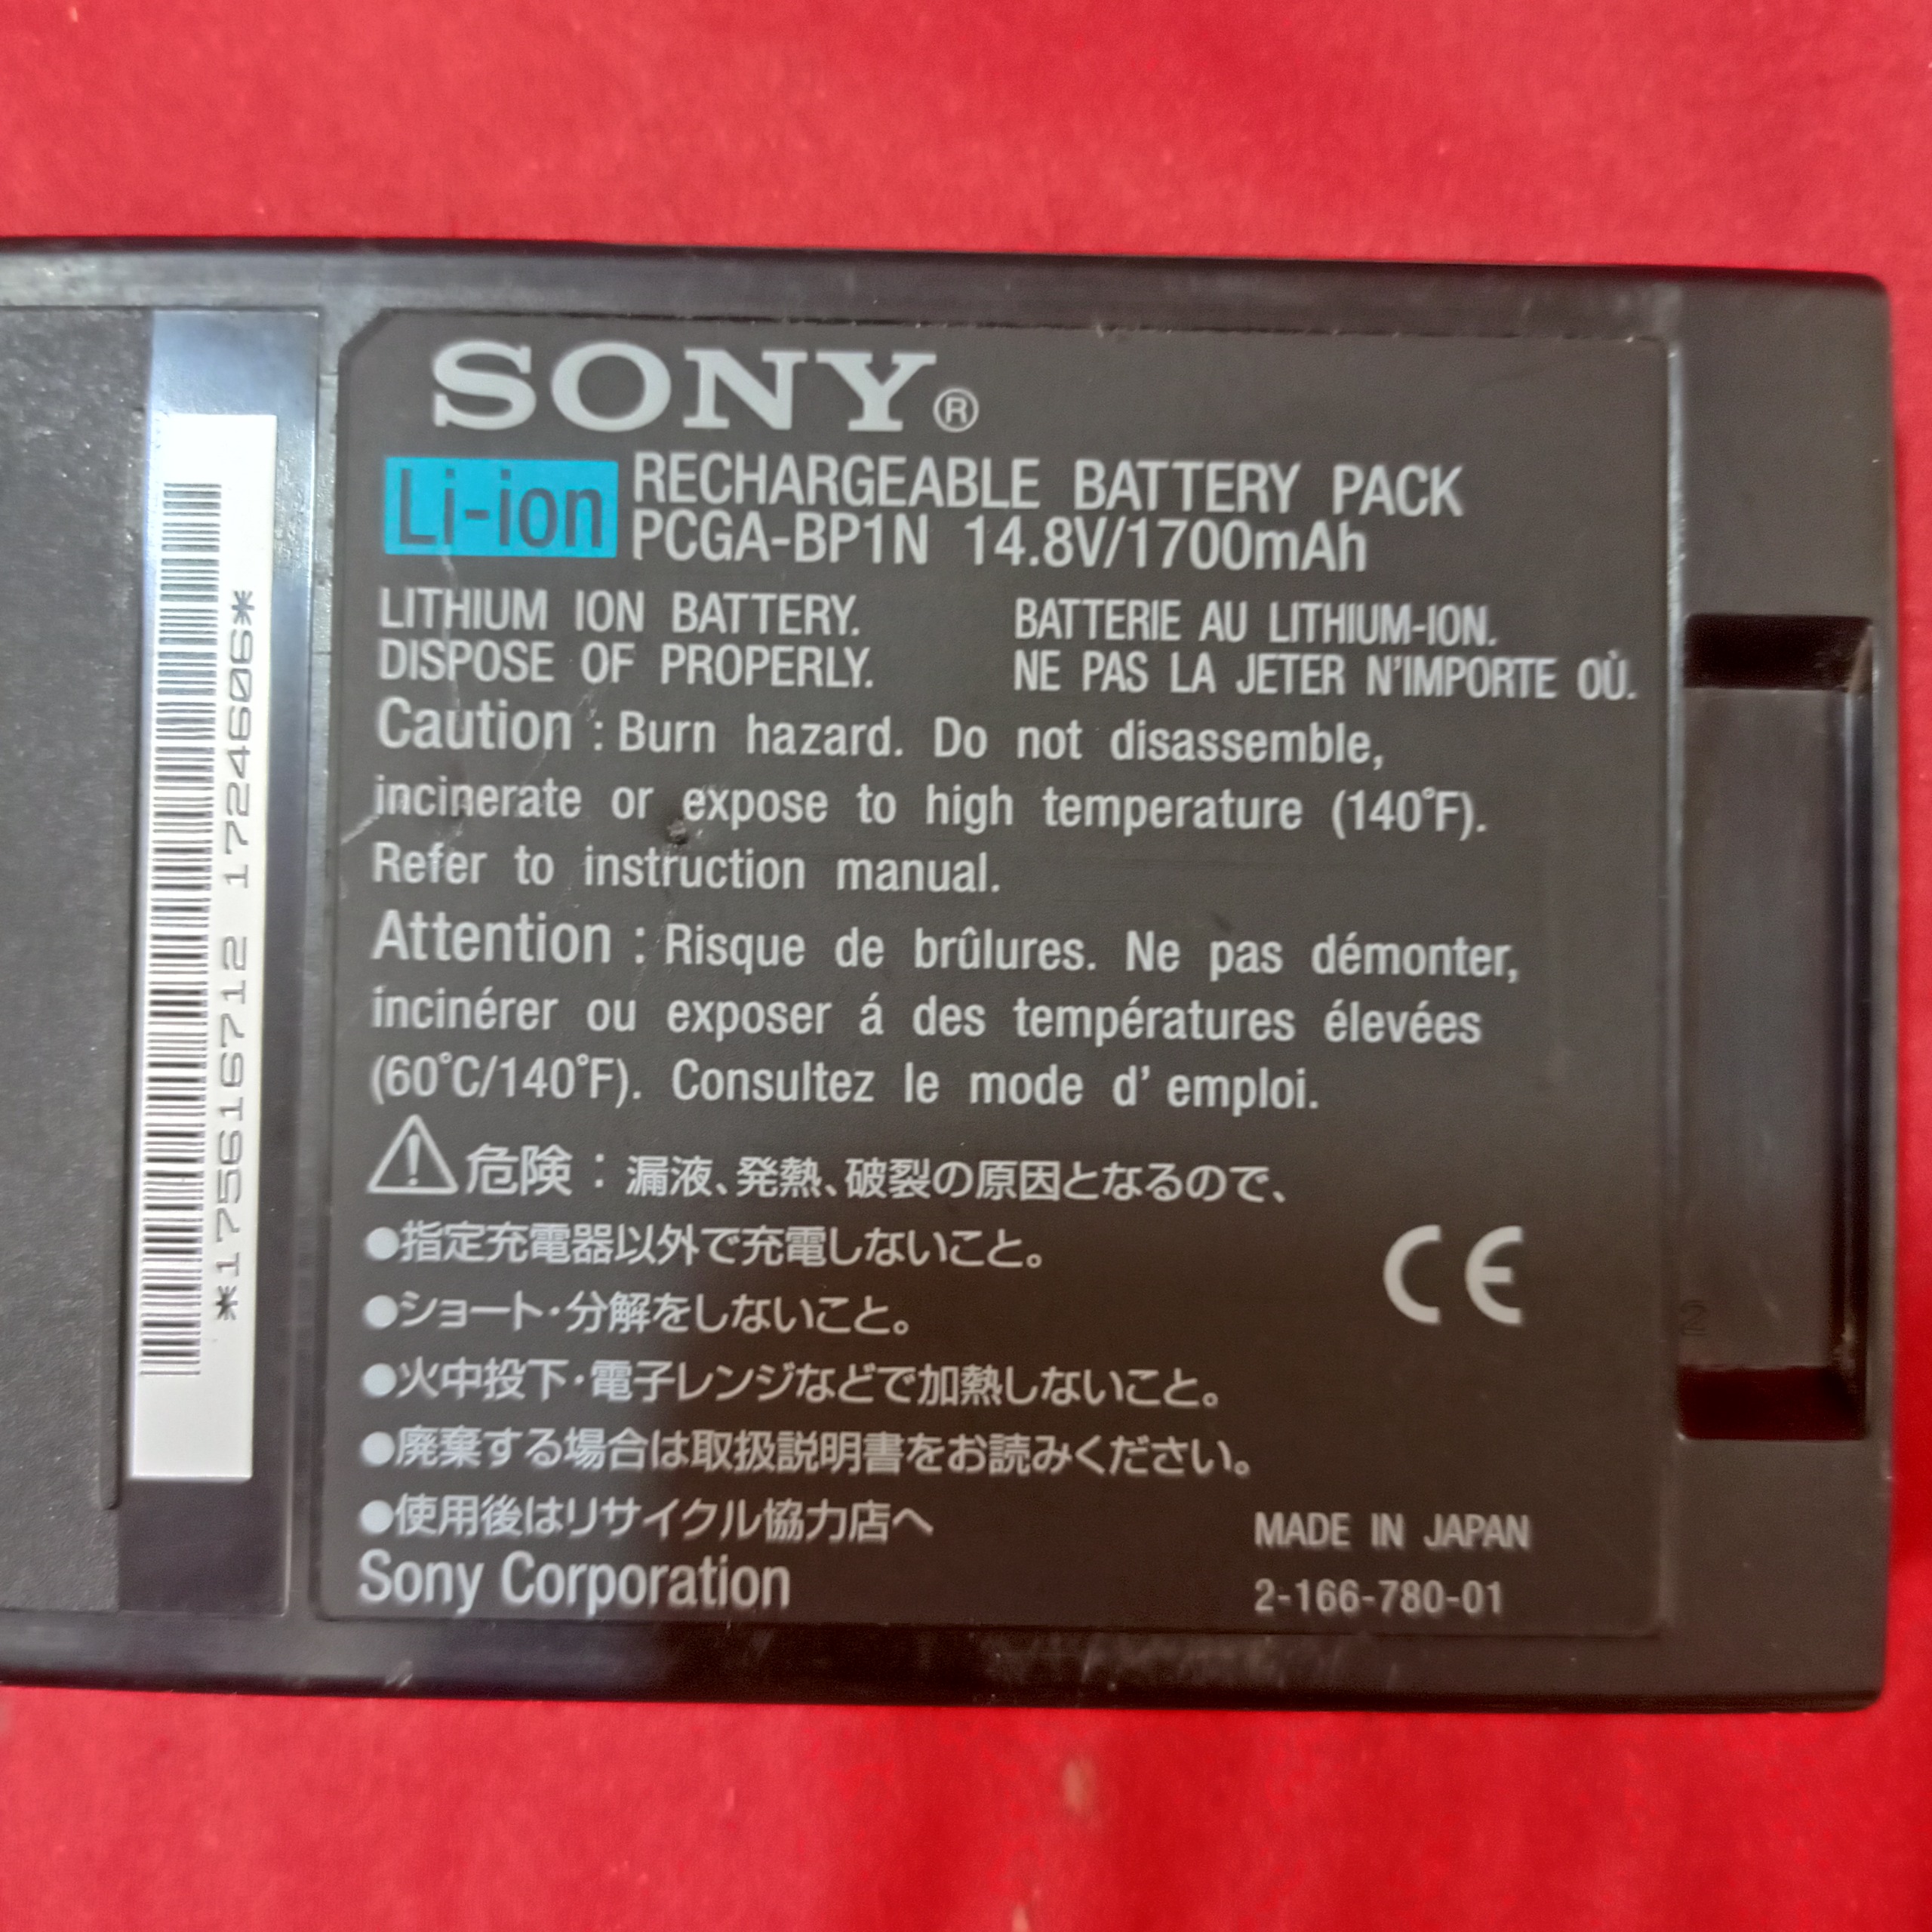 SONY®
Li-ion RECHARGEABLE BATTERY PACK
PCGA-BP1N 14.8V/1700mAh
LITHIUM ION BATTERY.
DISPOSE OF PROPERLY.
BATTERIE AU LITHIUM-ION.
NE PAS LA JETER N'IMPORTE OÙ.
Caution : Burn hazard. Do not disassemble,
incinerate or expose to high temperature (140°F).
Refer to instruction manual.
Attention : Risque de brûlures. Ne pas démonter,
incinérer ou exposer á des températures élevées
(60°C/140°F). Consultez le mode d' emploi.
⚠危険：漏液、発熱、破裂の原因となるので、
●指定充電器以外で充電しないこと。
●ショート・分解をしないこと。
●火中投下・電子レンジなどで加熱しないこと。
●廃棄する場合は取扱説明書をお読みください。
●使用後はリサイクル協力店へ
Sony Corporation
CE
MADE IN JAPAN
2-166-780-01
*175616712 1724606*
2